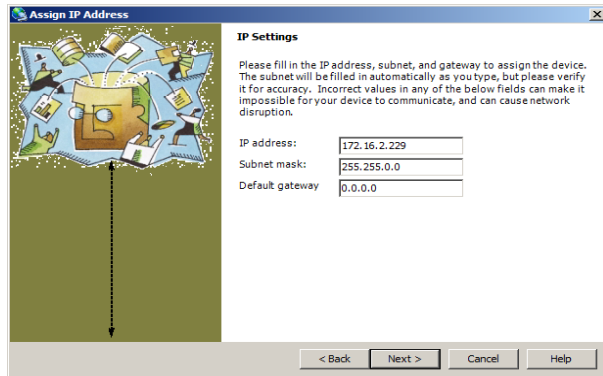 Assign IP Address
IP Settings
Please fill in the IP address, subnet, and gateway to assign the device.
The subnet will be filled in automatically as you type, but please verify
it for accuracy. Incorrect values in any of the below fields can make it
impossible for your device to communicate, and can cause network
disruption.
IP address: 172.16.2.229
Subnet mask: 255.255.0.0
Default gateway 0.0.0.0
< Back Next > Cancel Help